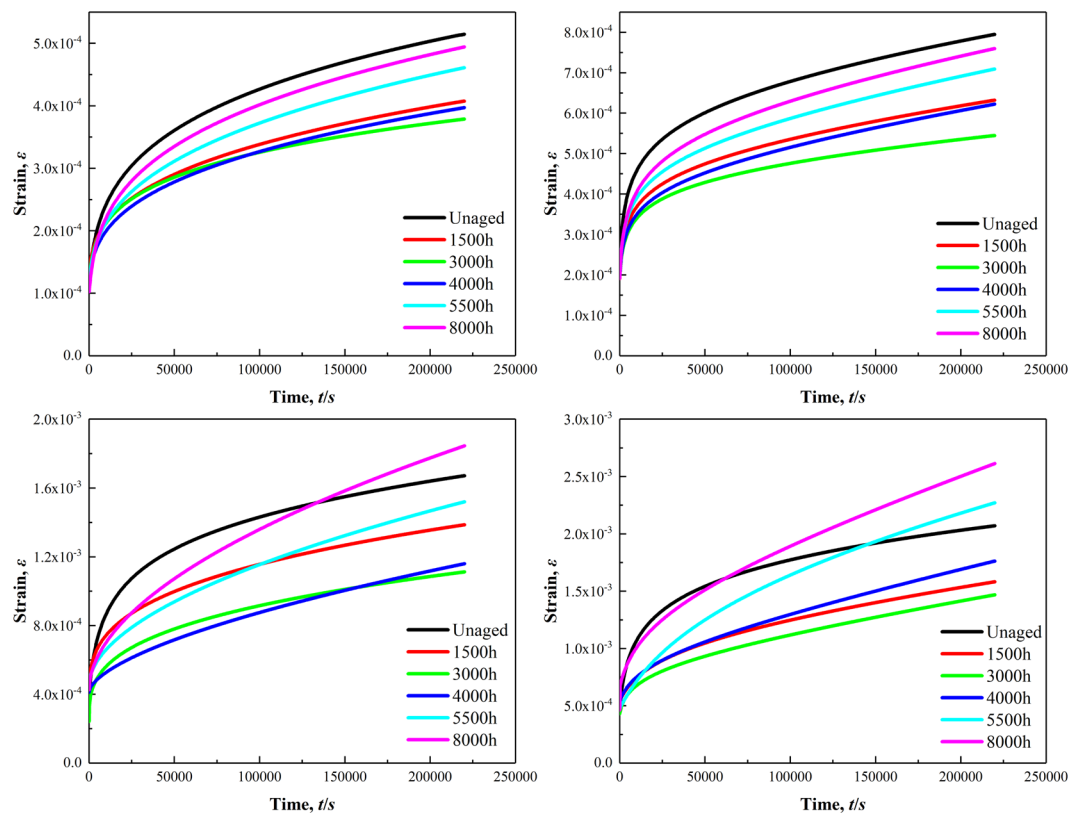 5.0x10⁻⁴
4.0x10⁻⁴
3.0x10⁻⁴
2.0x10⁻⁴
1.0x10⁻⁴
0.0
Strain, ε
Unaged
1500h
3000h
4000h
5500h
8000h
0 50000 100000 150000 200000 250000
Time, t/s
8.0x10⁻⁴
7.0x10⁻⁴
6.0x10⁻⁴
5.0x10⁻⁴
4.0x10⁻⁴
3.0x10⁻⁴
2.0x10⁻⁴
1.0x10⁻⁴
0.0
Strain, ε
Unaged
1500h
3000h
4000h
5500h
8000h
0 50000 100000 150000 200000 250000
Time, t/s
2.0x10⁻³
1.6x10⁻³
1.2x10⁻³
8.0x10⁻⁴
4.0x10⁻⁴
0.0
Strain, ε
Unaged
1500h
3000h
4000h
5500h
8000h
0 50000 100000 150000 200000 250000
Time, t/s
3.0x10⁻³
2.5x10⁻³
2.0x10⁻³
1.5x10⁻³
1.0x10⁻³
5.0x10⁻⁴
0.0
Strain, ε
Unaged
1500h
3000h
4000h
5500h
8000h
0 50000 100000 150000 200000 250000
Time, t/s